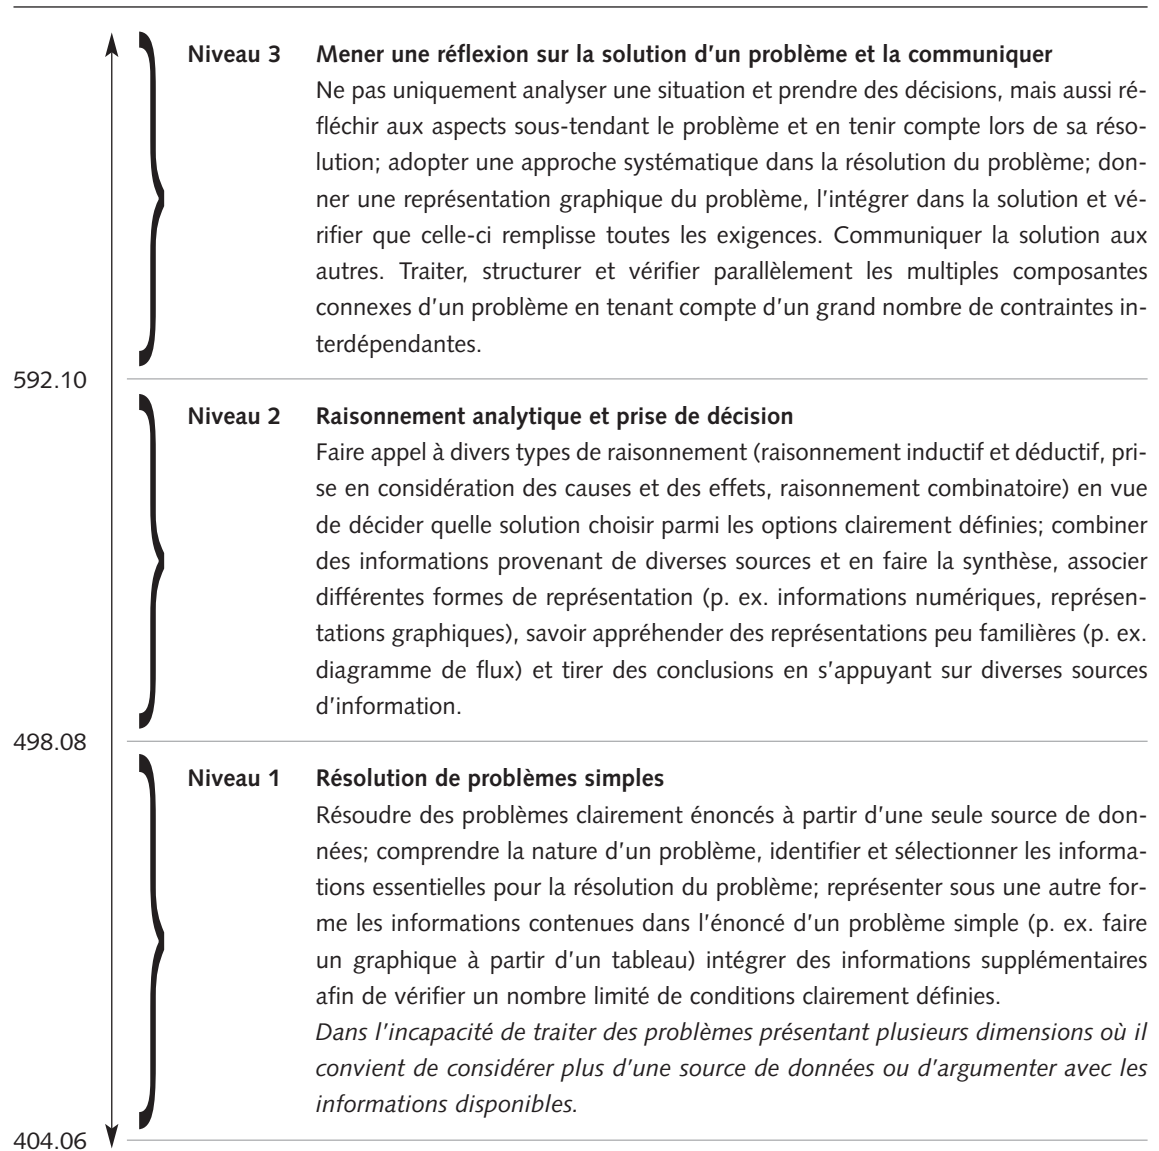 Niveau 3 Mener une réflexion sur la solution d'un problème et la communiquer
Ne pas uniquement analyser une situation et prendre des décisions, mais aussi ré-
fléchir aux aspects sous-tendant le problème et en tenir compte lors de sa réso-
lution; adopter une approche systématique dans la résolution du problème; don-
ner une représentation graphique du problème, l'intégrer dans la solution et vé-
rifier que celle-ci remplisse toutes les exigences. Communiquer la solution aux
autres. Traiter, structurer et vérifier parallèlement les multiples composantes
connexes d'un problème en tenant compte d'un grand nombre de contraintes in-
terdépendantes.
592.10
Niveau 2 Raisonnement analytique et prise de décision
Faire appel à divers types de raisonnement (raisonnement inductif et déductif, pri-
se en considération des causes et des effets, raisonnement combinatoire) en vue
de décider quelle solution choisir parmi les options clairement définies; combiner
des informations provenant de diverses sources et en faire la synthèse, associer
différentes formes de représentation (p. ex. informations numériques, représen-
tations graphiques), savoir appréhender des représentations peu familières (p. ex.
diagramme de flux) et tirer des conclusions en s'appuyant sur diverses sources
d'information.
498.08
Niveau 1 Résolution de problèmes simples
Résoudre des problèmes clairement énoncés à partir d'une seule source de don-
nées; comprendre la nature d'un problème, identifier et sélectionner les informa-
tions essentielles pour la résolution du problème; représenter sous une autre for-
me les informations contenues dans l'énoncé d'un problème simple (p. ex. faire
un graphique à partir d'un tableau) intégrer des informations supplémentaires
afin de vérifier un nombre limité de conditions clairement définies.
Dans l'incapacité de traiter des problèmes présentant plusieurs dimensions où il
convient de considérer plus d'une source de données ou d'argumenter avec les
informations disponibles.
404.06